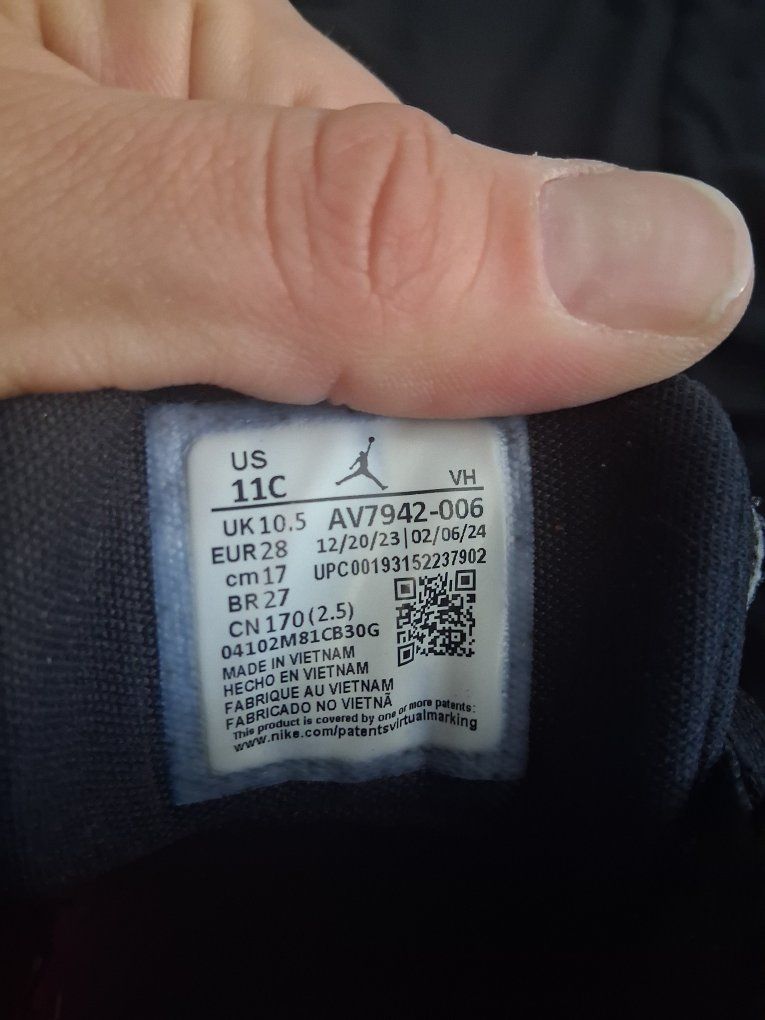 US
11C
VH
UK 10.5
AV7942-006
EUR 28
12/20/23|02/06/24
cm 17
UPC00193152237902
BR 27
CN 170 (2.5)
04102M81CB30G
MADE IN VIETNAM
HECHO EN VIETNAM
FABRIQUE AU VIETNAM
FABRICADO NO VIETNÃ
This product is covered by one or more patents:
www.nike.com/patentsvirtualmarking